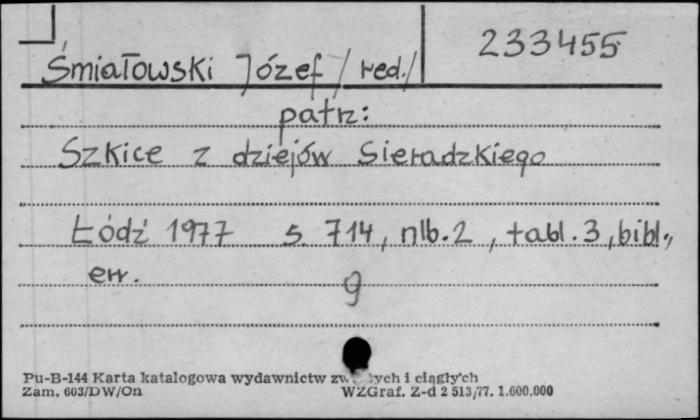 233455
Śmiałowski Józef /red./
patrz:
Szkice z dziejów Sieradzkiego
Łódź 1977 s 714, nlb.2, tabl.3, bibl.,
err.
9
Pu-B-144 Karta katalogowa wydawnictw i ciągłych
Zam. 603/DW/On WZGraf. Z-d 2 513/77. 1.600.000